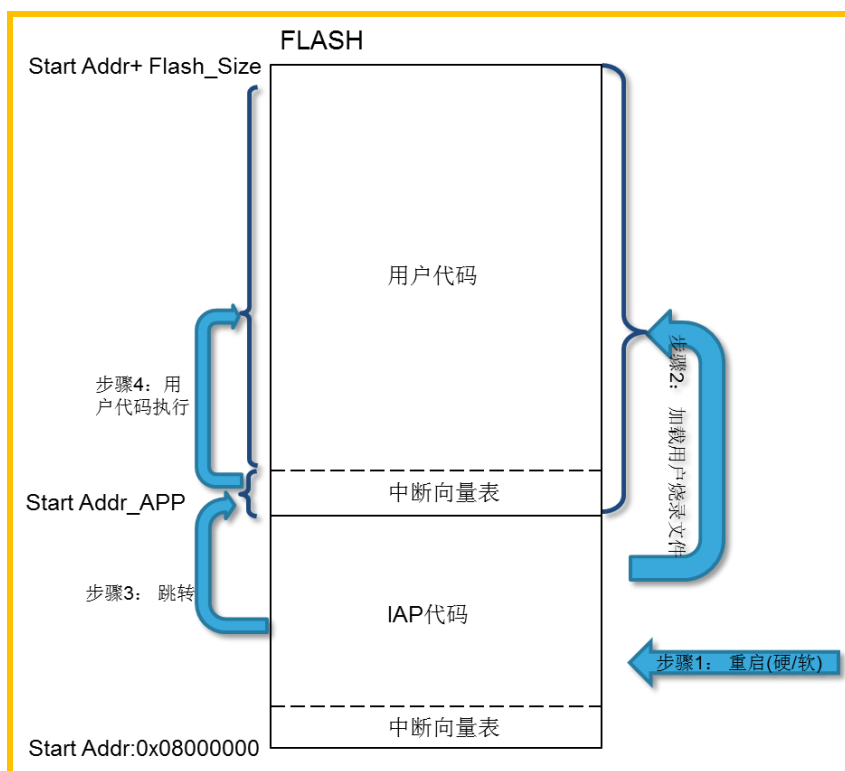 FLASH
Start Addr+ Flash_Size
用户代码
步骤2： 加载用户烧录文件
步骤4：用
户代码执行
中断向量表
Start Addr_APP
步骤3： 跳转
IAP代码
步骤1： 重启(硬/软)
中断向量表
Start Addr:0x08000000